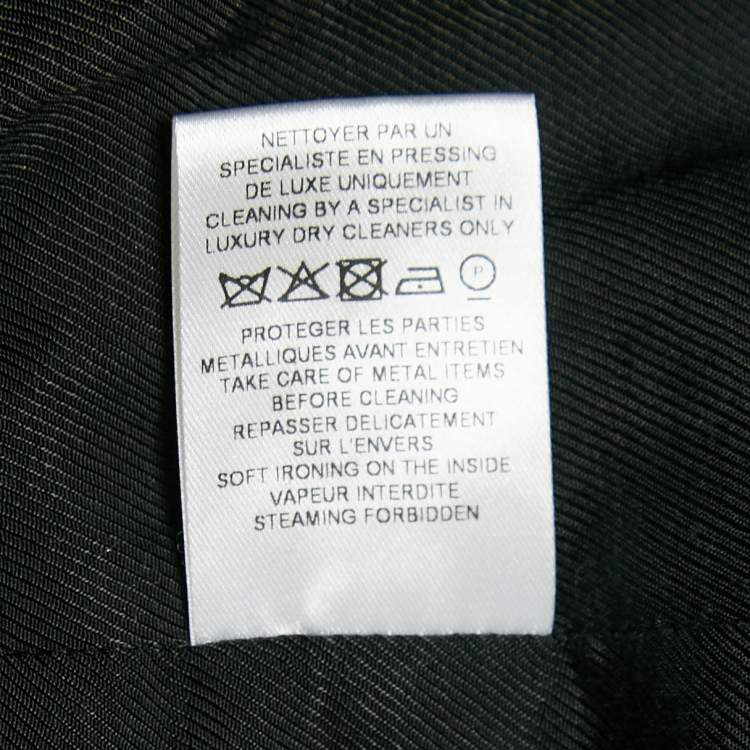 NETTOYER PAR UN
SPECIALISTE EN PRESSING
DE LUXE UNIQUEMENT
CLEANING BY A SPECIALIST IN
LUXURY DRY CLEANERS ONLY
P
PROTEGER LES PARTIES
METALLIQUES AVANT ENTRETIEN
TAKE CARE OF METAL ITEMS
BEFORE CLEANING
REPASSER DELICATEMENT
SUR L'ENVERS
SOFT IRONING ON THE INSIDE
VAPEUR INTERDITE
STEAMING FORBIDDEN